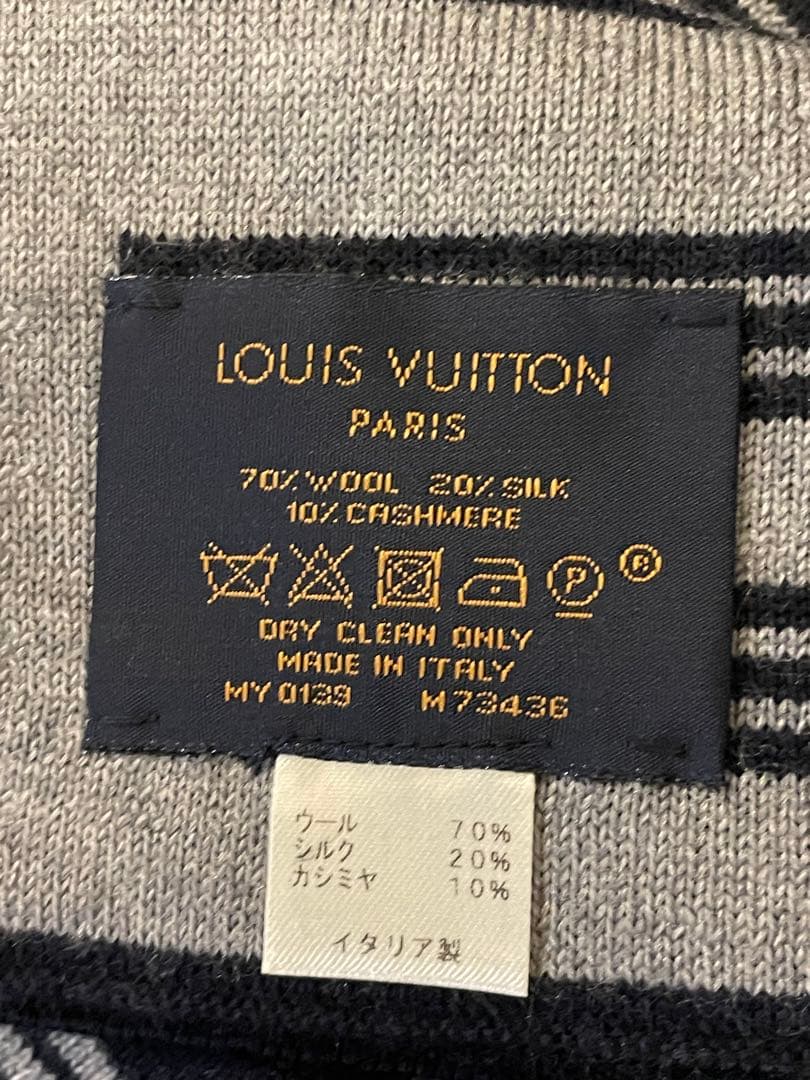 LOUIS VUITTON
PARIS
70% WOOL 20% SILK
10% CASHMERE
P ®
DRY CLEAN ONLY
MADE IN ITALY
MY 0139 M73436
ウール 70%
シルク 20%
カシミヤ 10%
イタリア製